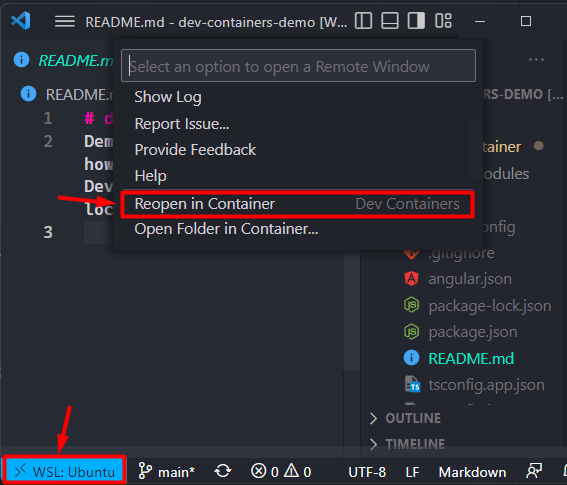 README.md - dev-containers-demo [W...
README.m
Select an option to open a Remote Window
Show Log
Report Issue...
Provide Feedback
Help
Reopen in Container Dev Containers
Open Folder in Container...
README.
1 # d
2 Dem
how
Dev
loc
3
RS-DEMO [...
tainer
odules
onfig
.gitignore
angular.json
package-lock.json
package.json
README.md
tsconfig.app.json
OUTLINE
TIMELINE
WSL: Ubuntu main* 0 0 UTF-8 LF Markdown